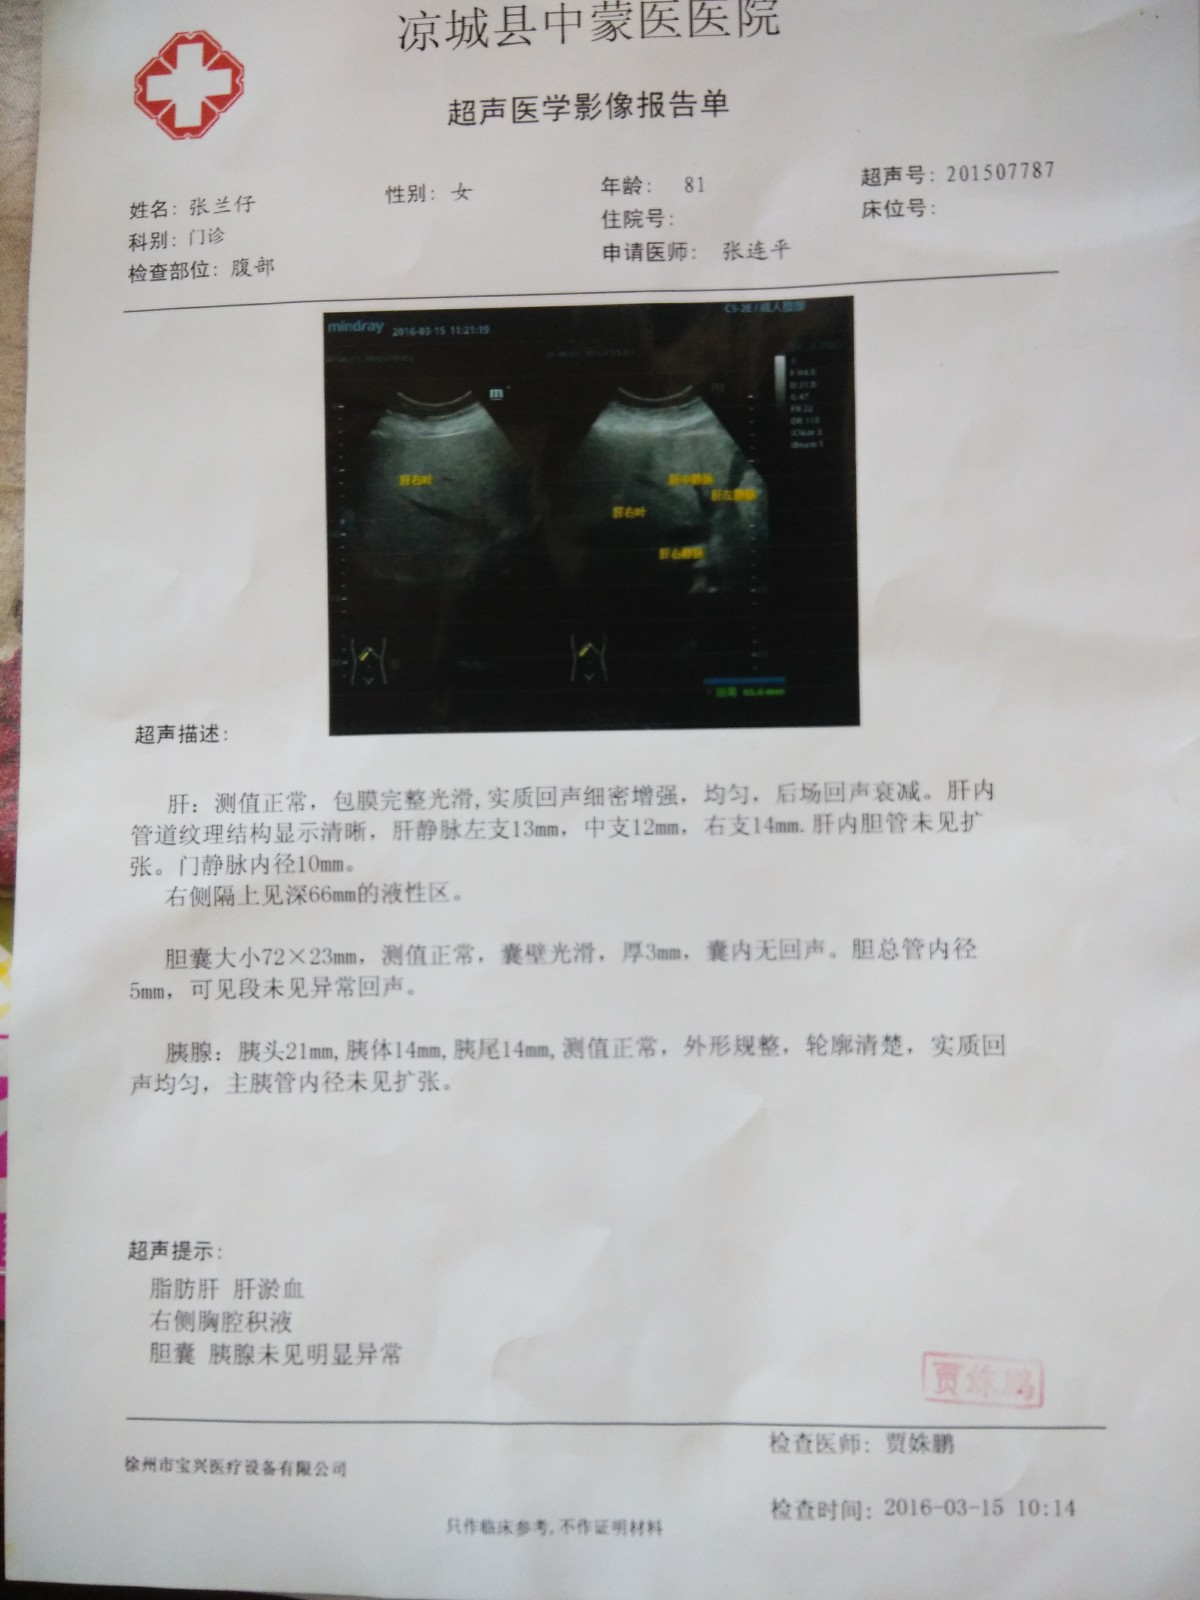 凉城县中蒙医医院
超声医学影像报告单
姓名：张兰仔 性别：女 年龄： 81 超声号：201507787
科别：门诊 住院号： 床位号：
检查部位：腹部 申请医师： 张连平
mindray 2016-03-15 11:21:19
肝右叶
肝中静脉
肝左静脉
肝右叶
肝右静脉
超声描述：
肝：测值正常，包膜完整光滑,实质回声细密增强，均匀，后场回声衰减。肝内
管道纹理结构显示清晰，肝静脉左支13mm，中支12mm，右支14mm.肝内胆管未见扩
张。门静脉内径10mm。
右侧隔上见深66mm的液性区。
胆囊大小72×23mm，测值正常，囊壁光滑，厚3mm，囊内无回声。胆总管内径
5mm，可见段未见异常回声。
胰腺：胰头21mm,胰体14mm,胰尾14mm,测值正常，外形规整，轮廓清楚，实质回
声均匀，主胰管内径未见扩张。
超声提示：
脂肪肝 肝淤血
右侧胸腔积液
胆囊 胰腺未见明显异常
贾姝鹏
检查医师：贾姝鹏
徐州市宝兴医疗设备有限公司
检查时间：2016-03-15 10:14
只作临床参考,不作证明材料